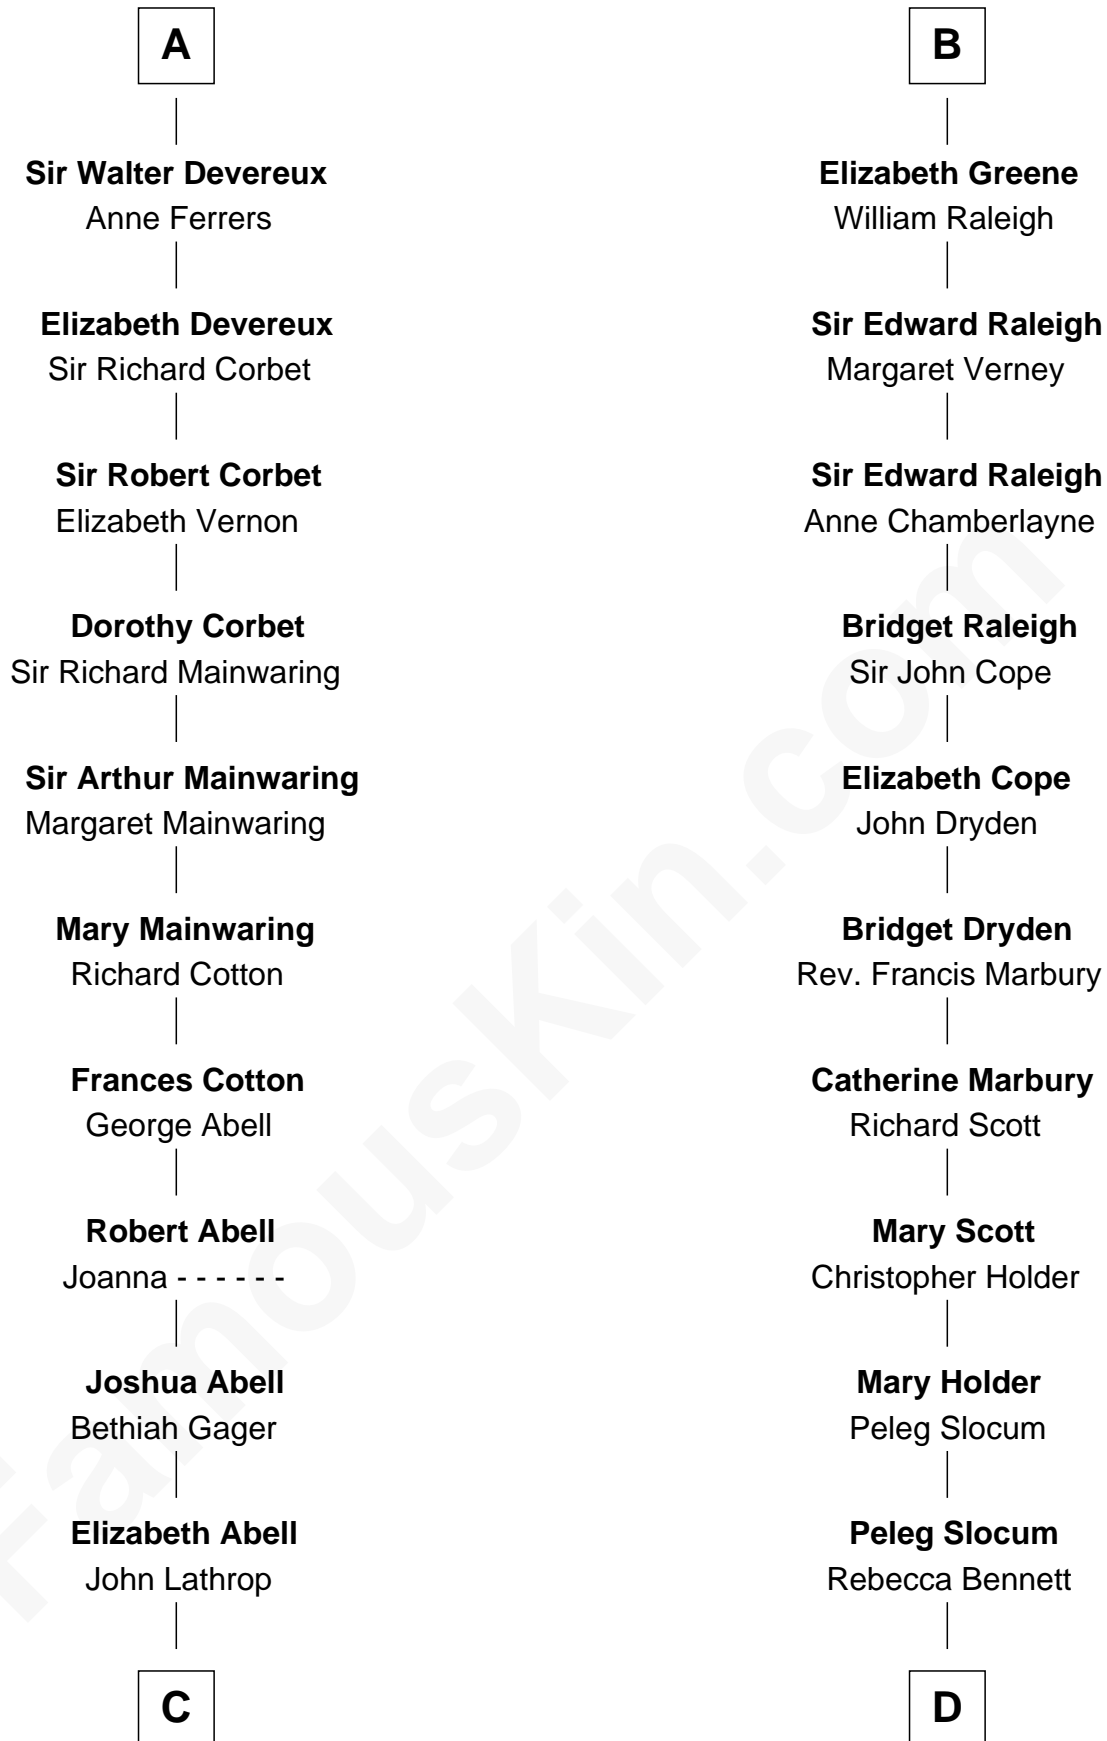 A
Sir Walter Devereux
Anne Ferrers
Elizabeth Devereux
Sir Richard Corbet
Sir Robert Corbet
Elizabeth Vernon
Dorothy Corbet
Sir Richard Mainwaring
Sir Arthur Mainwaring
Margaret Mainwaring
Mary Mainwaring
Richard Cotton
Frances Cotton
George Abell
Robert Abell
Joanna - - - - - -
Joshua Abell
Bethiah Gager
Elizabeth Abell
John Lathrop
C
B
Elizabeth Greene
William Raleigh
Sir Edward Raleigh
Margaret Verney
Sir Edward Raleigh
Anne Chamberlayne
Bridget Raleigh
Sir John Cope
Elizabeth Cope
John Dryden
Bridget Dryden
Rev. Francis Marbury
Catherine Marbury
Richard Scott
Mary Scott
Christopher Holder
Mary Holder
Peleg Slocum
Peleg Slocum
Rebecca Bennett
D
FamousKin.com